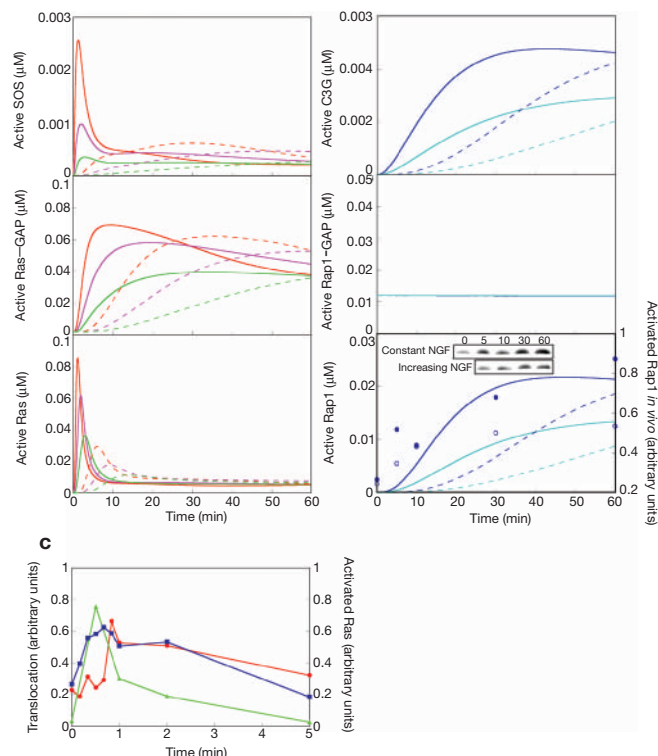 Active SOS (µM)
0.003
0.002
0.001
0
Active Ras–GAP (µM)
0.1
0.08
0.06
0.04
0.02
0
Active Ras (µM)
0.1
0.08
0.06
0.04
0.02
0
0 10 20 30 40 50 60
Time (min)
Active C3G (µM)
0.004
0.002
0
Active Rap1–GAP (µM)
0.05
0.04
0.03
0.02
0.01
0
Active Rap1 (µM)
0.03
0.02
0.01
0
0 5 10 30 60
Constant NGF
Increasing NGF
1
0.8
0.6
0.4
0.2
Activated Rap1 in vivo (arbitrary units)
0 10 20 30 40 50 60
Time (min)
c
Translocation (arbitrary units)
1
0.8
0.6
0.4
0.2
0
1
0.8
0.6
0.4
0.2
0
Activated Ras (arbitrary units)
0 1 2 3 4 5
Time (min)